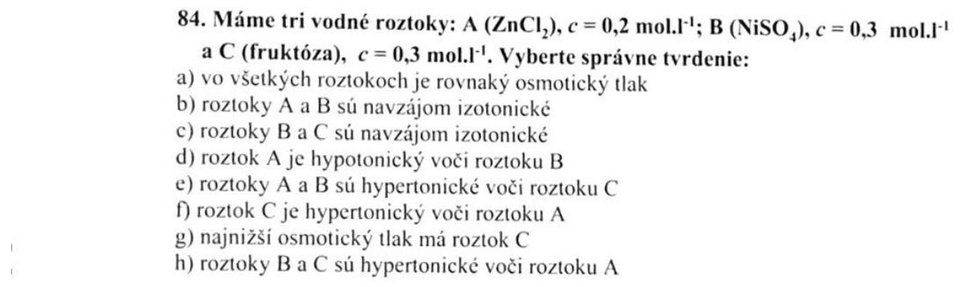 84. Máme tri vodné roztoky: A (ZnCl₂), c = 0,2 mol.l⁻¹; B (NiSO₄), c = 0,3 mol.l⁻¹
a C (fruktóza), c = 0,3 mol.l⁻¹. Vyberte správne tvrdenie:
a) vo všetkých roztokoch je rovnaký osmotický tlak
b) roztoky A a B sú navzájom izotonické
c) roztoky B a C sú navzájom izotonické
d) roztok A je hypotonický voči roztoku B
e) roztoky A a B sú hypertonické voči roztoku C
f) roztok C je hypertonický voči roztoku A
g) najnižší osmotický tlak má roztok C
h) roztoky B a C sú hypertonické voči roztoku A